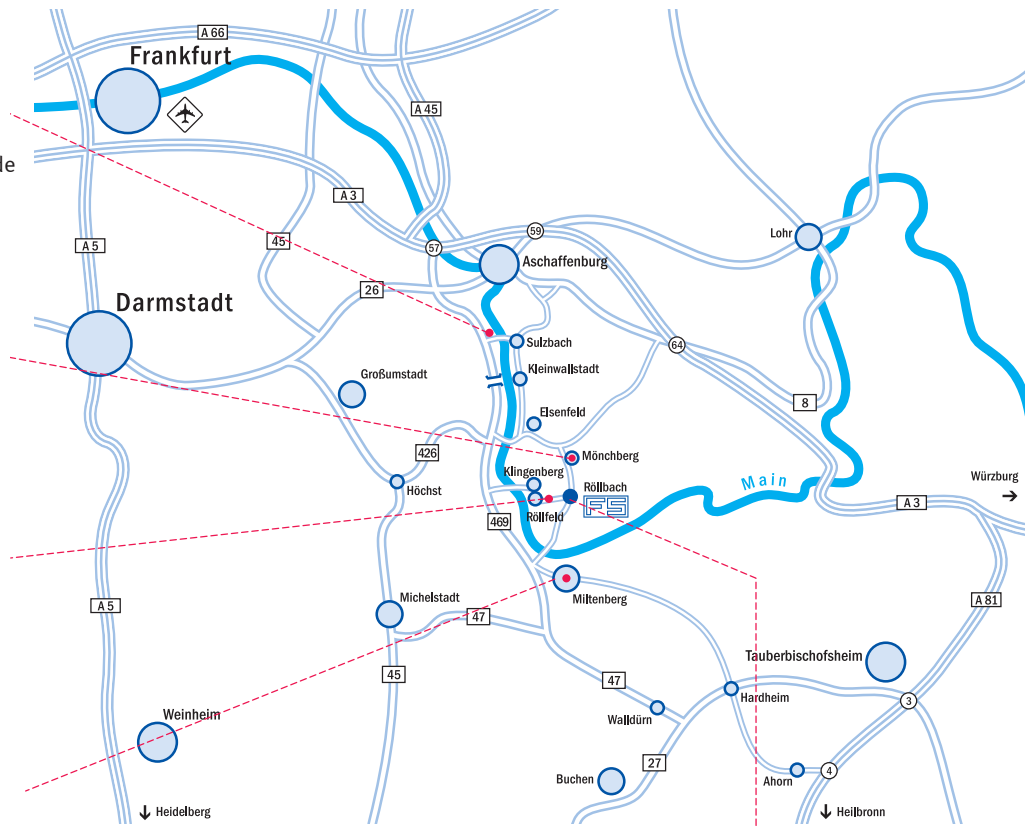 A 66
Frankfurt
A 45
de
A 3
59
Lohr
A 5
45
57
Aschaffenburg
26
Darmstadt
Sulzbach
64
Kleinwallstadt
Großumstadt
8
Elsenfeld
426
Mönchberg
Klingenberg
Main
Würzburg
→
Höchst
Röllbach
FS
Röllfeld
A 3
469
A 5
Michelstadt
Miltenberg
A 81
47
Tauberbischofsheim
45
47
Hardheim
3
Weinheim
Walldürn
27
Buchen
Ahorn
4
↓ Heidelberg
↓ Heilbronn